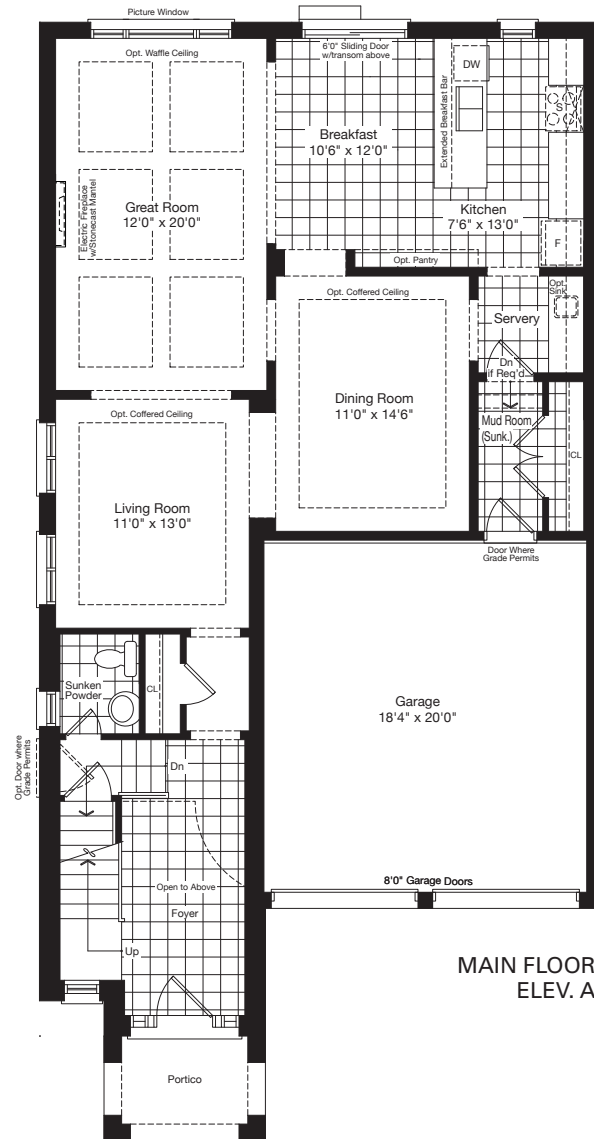 Picture Window
Opt. Waffle Ceiling
6'0" Sliding Door
w/transom above
DW
Extended Breakfast Bar
S
Breakfast
10'6" x 12'0"
Electric Fireplace
w/Stonecast Mantel
Great Room
12'0" x 20'0"
Kitchen
7'6" x 13'0"
F
Opt. Pantry
Opt.
Sink
Servery
Opt. Coffered Ceiling
Dn
if Req'd
Dining Room
11'0" x 14'6"
Mud Room
(Sunk.)
CL
Opt. Coffered Ceiling
Living Room
11'0" x 13'0"
Door Where
Grade Permits
Sunken
Powder
CL
Garage
18'4" x 20'0"
Opt. Door where
Grade Permits
Dn
8'0" Garage Doors
Open to Above
Foyer
Up
MAIN FLOOR
ELEV. A
Portico